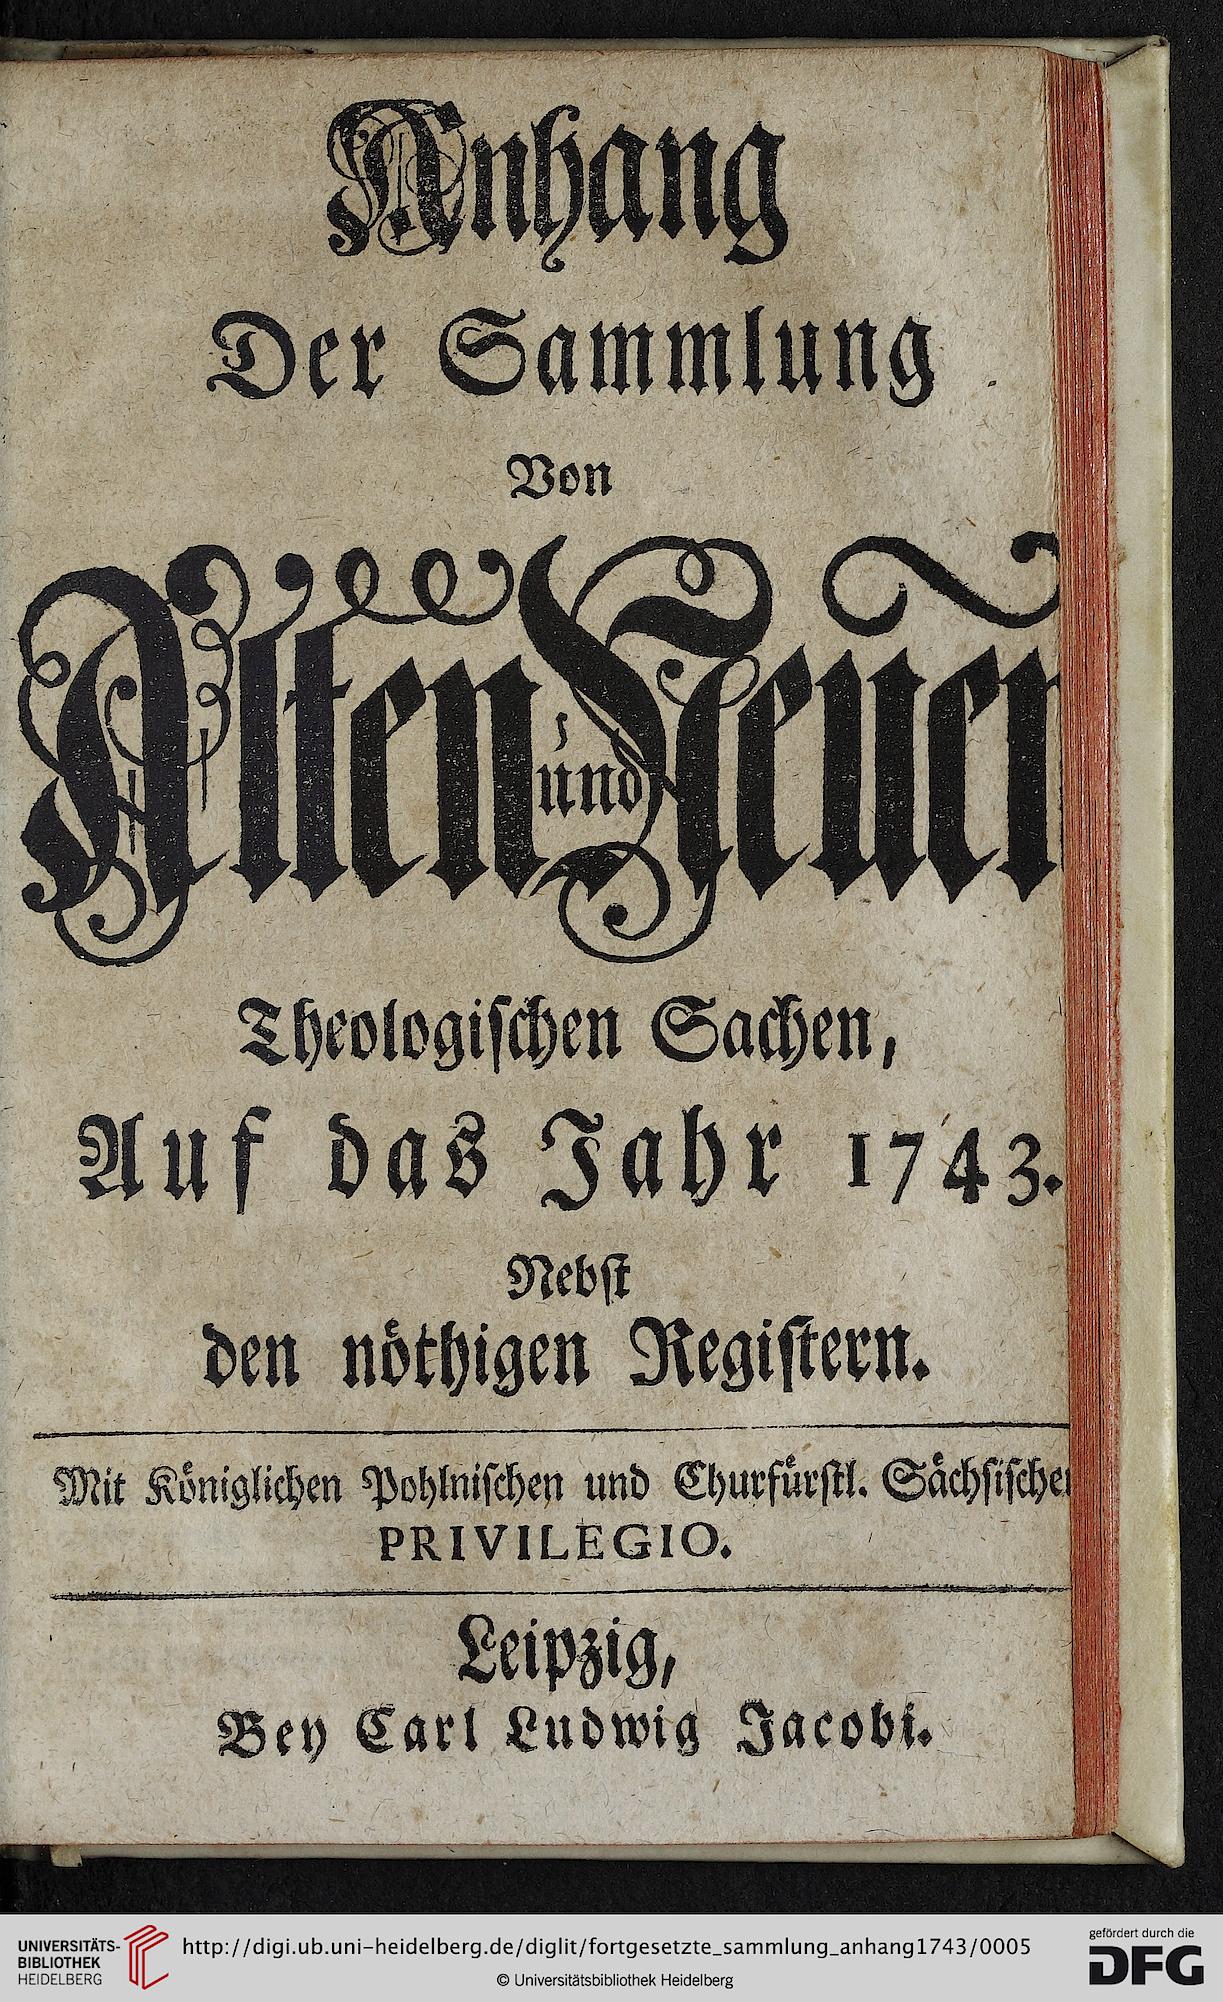 Anhang
Der Sammlung
Von
Alten und Neuen
Theologischen Sachen,
Auf das Jahr 1743.
Nebst
den nöthigen Registern.
Mit Königlichen Pohlnischen und Churfürstl. Sächsischen
PRIVILEGIO.
Leipzig,
Bey Carl Ludwig Jacobi.
UNIVERSITÄTS-
BIBLIOTHEK
HEIDELBERG
http://digi.ub.uni-heidelberg.de/diglit/fortgesetzte_sammlung_anhang1743/0005
© Universitätsbibliothek Heidelberg
gefördert durch die
DFG